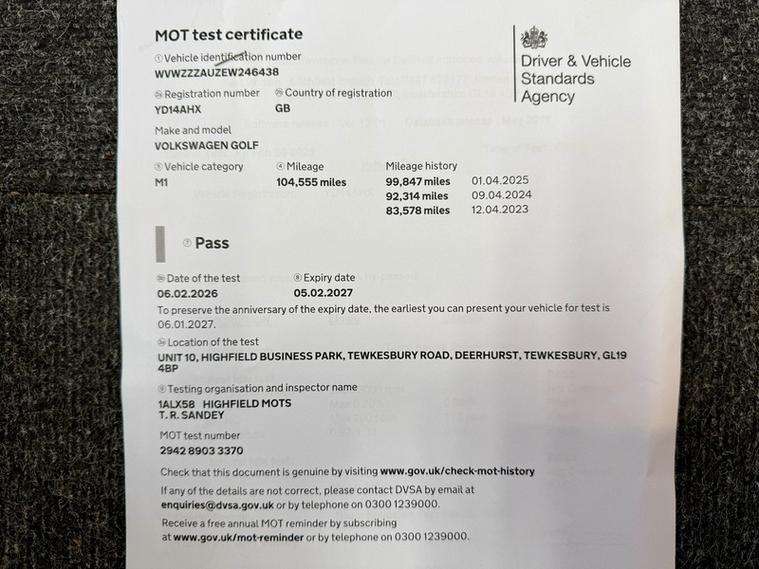 MOT test certificate
① Vehicle identification number
WVWZZZAUZEW246438
Driver & Vehicle
Standards
Agency
Registration number Country of registration
YD14AHX GB
Make and model
VOLKSWAGEN GOLF
⑤ Vehicle category ④ Mileage Mileage history
M1 104,555 miles 99,847 miles 01.04.2025
92,314 miles 09.04.2024
83,578 miles 12.04.2023
⑦ Pass
Date of the test ⑧ Expiry date
06.02.2026 05.02.2027
To preserve the anniversary of the expiry date, the earliest you can present your vehicle for test is
06.01.2027.
Location of the test
UNIT 10, HIGHFIELD BUSINESS PARK, TEWKESBURY ROAD, DEERHURST, TEWKESBURY, GL19
4BP
⑨ Testing organisation and inspector name
1ALX58 HIGHFIELD MOTS
T. R. SANDEY
MOT test number
2942 8903 3370
Check that this document is genuine by visiting www.gov.uk/check-mot-history
If any of the details are not correct, please contact DVSA by email at
enquiries@dvsa.gov.uk or by telephone on 0300 1239000.
Receive a free annual MOT reminder by subscribing
at www.gov.uk/mot-reminder or by telephone on 0300 1239000.